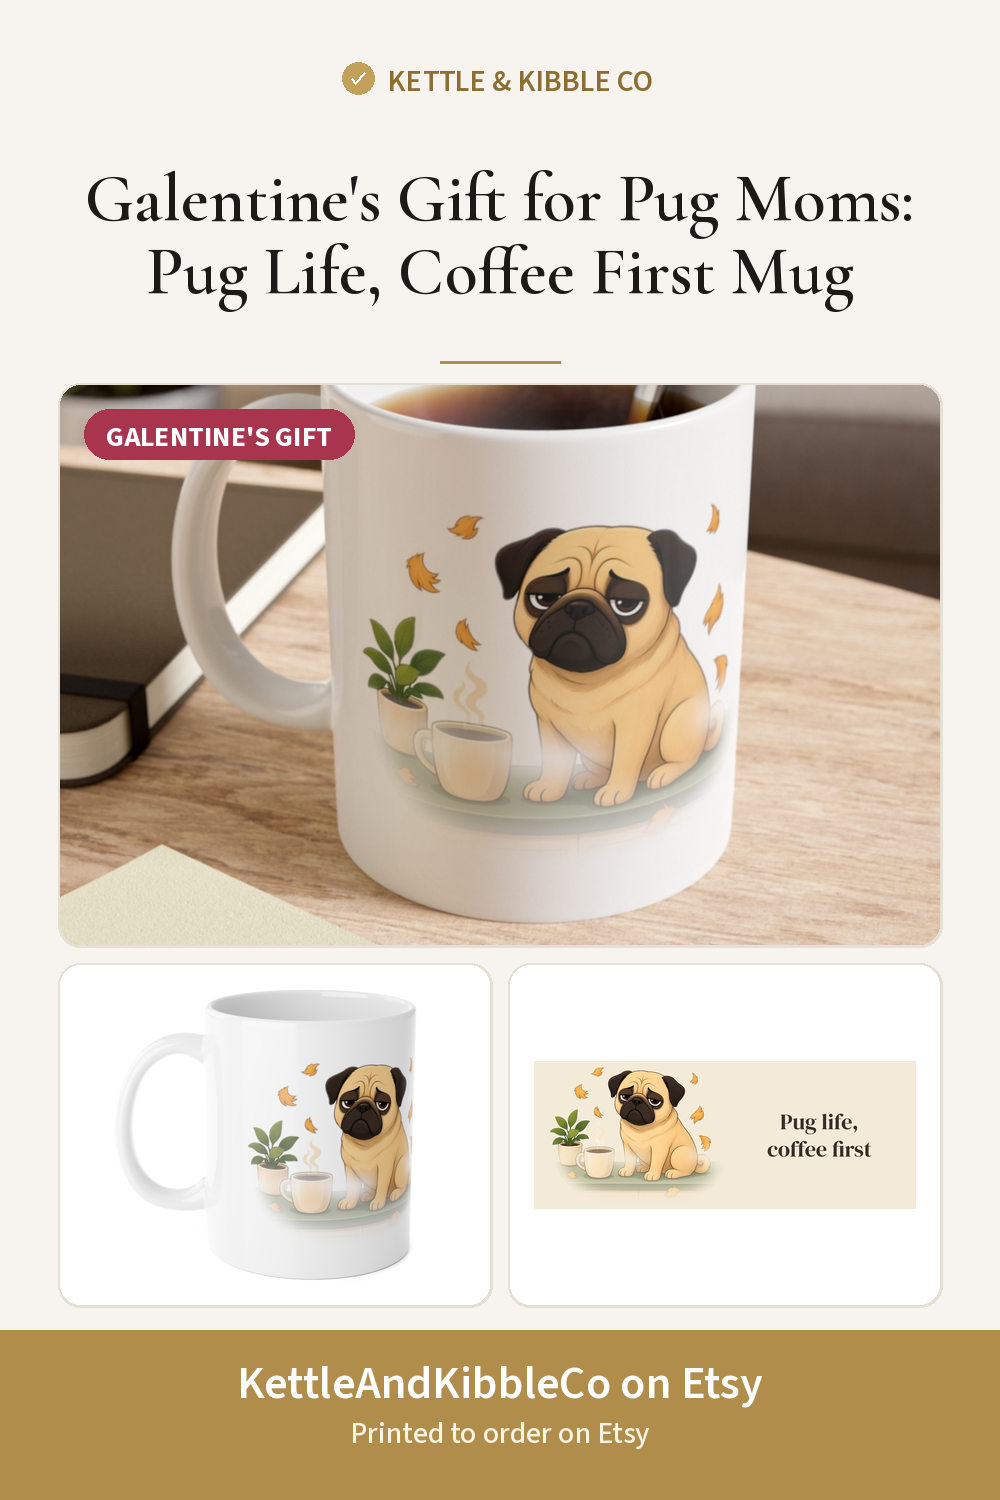 KETTLE & KIBBLE CO
Galentine's Gift for Pug Moms:
Pug Life, Coffee First Mug
GALENTINE'S GIFT
Pug life,
coffee first
KettleAndKibbleCo on Etsy
Printed to order on Etsy